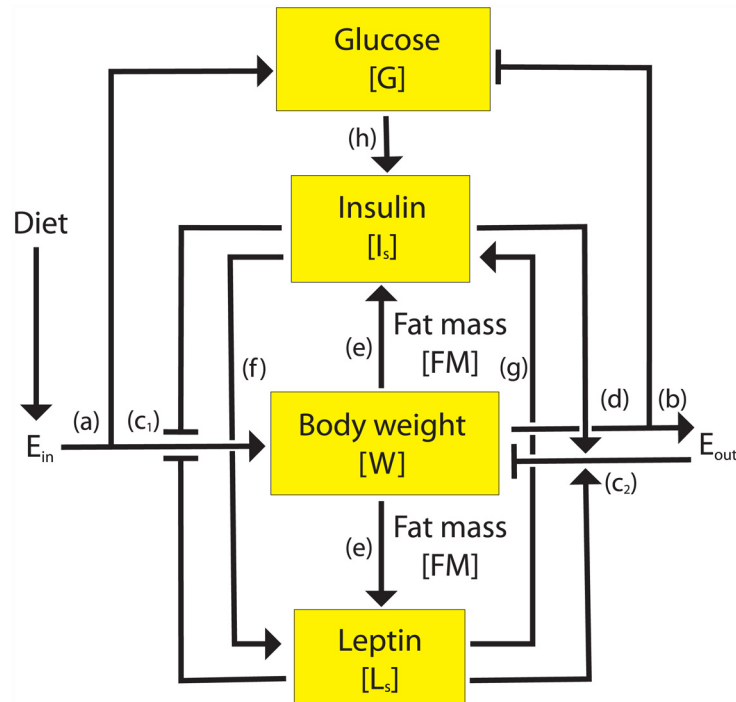 Glucose
[G]
(h)
Insulin
[Is]
Diet
Fat mass
[FM]
(e)
(f)
(g)
(a)
(c1)
(d)
(b)
Body weight
[W]
Ein
Eout
(c2)
Fat mass
[FM]
(e)
Leptin
[Ls]